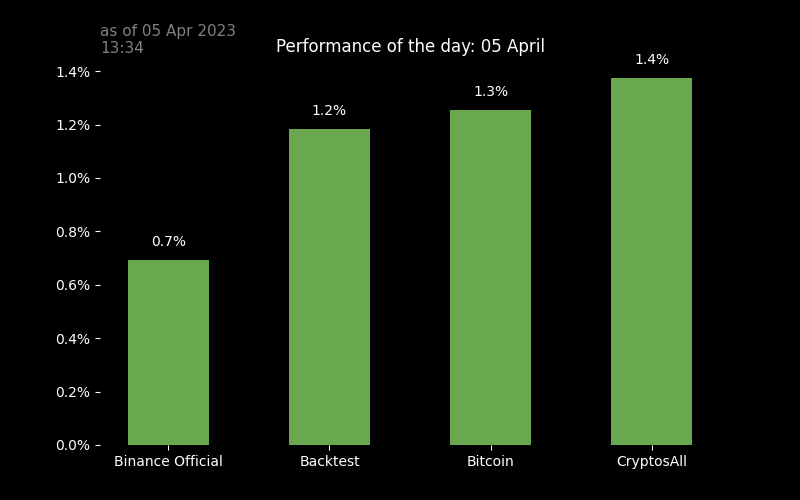 as of 05 Apr 2023
13:34
Performance of the day: 05 April
1.4%
1.2%
1.0%
0.8%
0.6%
0.4%
0.2%
0.0%
0.7%
1.2%
1.3%
1.4%
Binance Official
Backtest
Bitcoin
CryptosAll